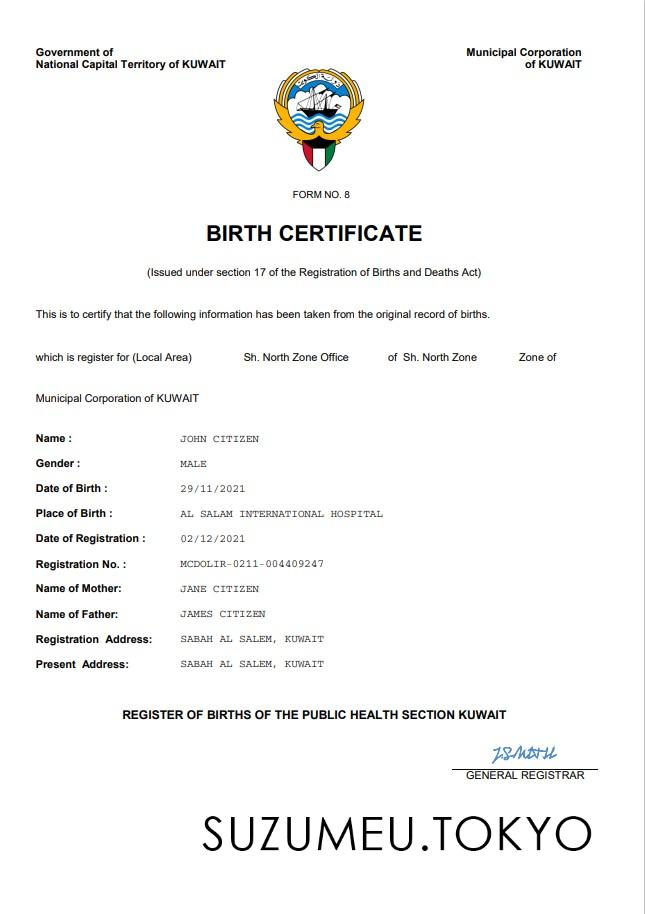 Government of
National Capital Territory of KUWAIT
Municipal Corporation
of KUWAIT
FORM NO. 8
BIRTH CERTIFICATE
(Issued under section 17 of the Registration of Births and Deaths Act)
This is to certify that the following information has been taken from the original record of births.
which is register for (Local Area) Sh. North Zone Office of Sh. North Zone Zone of
Municipal Corporation of KUWAIT
Name : JOHN CITIZEN
Gender : MALE
Date of Birth : 29/11/2021
Place of Birth : AL SALAM INTERNATIONAL HOSPITAL
Date of Registration : 02/12/2021
Registration No. : MCDOLIR-0211-004409247
Name of Mother: JANE CITIZEN
Name of Father: JAMES CITIZEN
Registration Address: SABAH AL SALEM, KUWAIT
Present Address: SABAH AL SALEM, KUWAIT
REGISTER OF BIRTHS OF THE PUBLIC HEALTH SECTION KUWAIT
GENERAL REGISTRAR
SUZUMEU.TOKYO